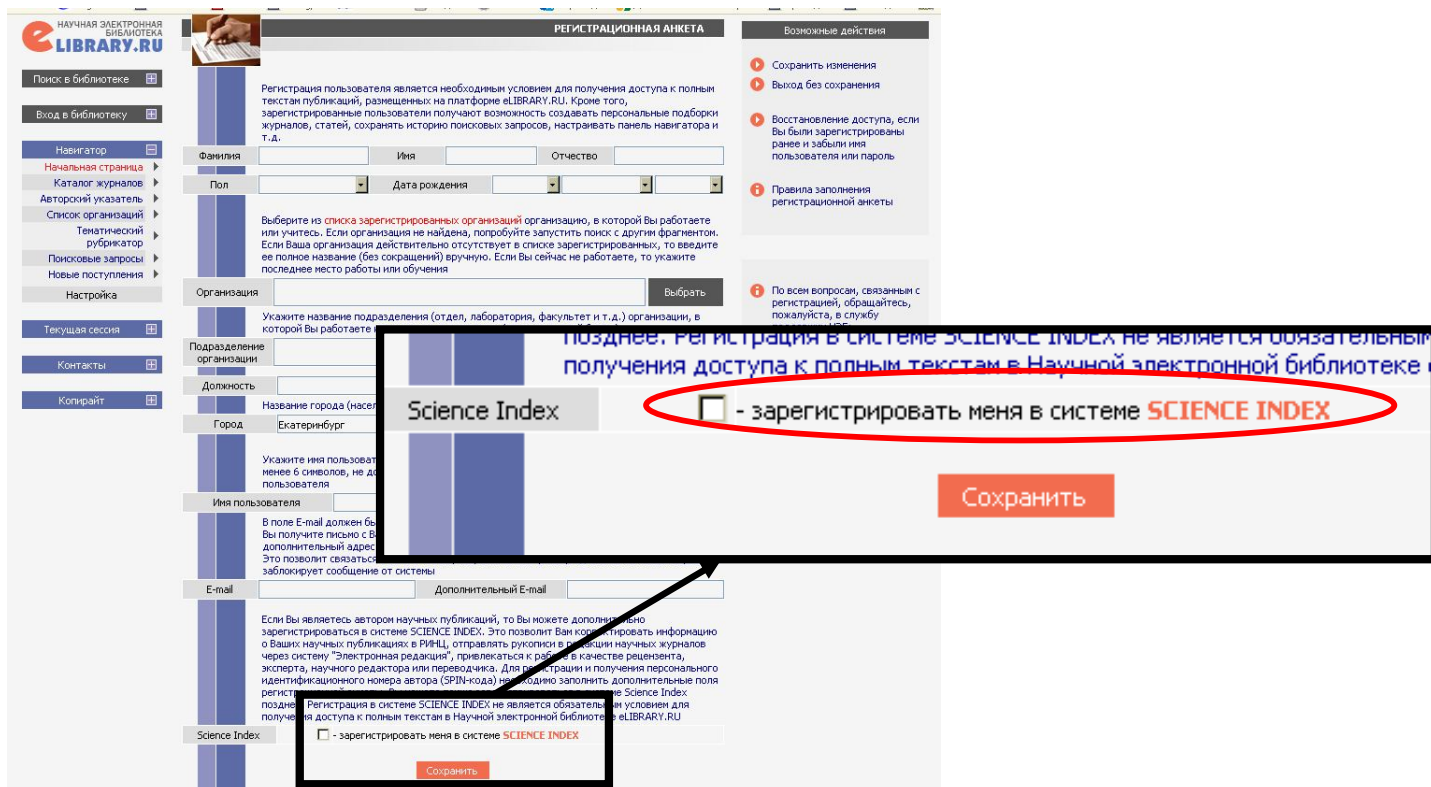 НАУЧНАЯ ЭЛЕКТРОННАЯ
БИБЛИОТЕКА
eLIBRARY.RU
Поиск в библиотеке
Вход в библиотеку
Навигатор
Начальная страница
Каталог журналов
Авторский указатель
Список организаций
Тематический
рубрикатор
Поисковые запросы
Новые поступления
Настройка
Текущая сессия
Контакты
Копирайт
РЕГИСТРАЦИОННАЯ АНКЕТА
Регистрация пользователя является необходимым условием для получения доступа к полным
текстам публикаций, размещенных на платформе eLIBRARY.RU. Кроме того,
зарегистрированные пользователи получают возможность создавать персональные подборки
журналов, статей, сохранять историю поисковых запросов, настраивать панель навигатора и
т.д.
Фамилия Имя Отчество
Пол Дата рождения
Выберите из списка зарегистрированных организаций организацию, в которой Вы работаете
или учитесь. Если организация не найдена, попробуйте запустить поиск с другим фрагментом.
Если Ваша организация действительно отсутствует в списке зарегистрированных, то введите
ее полное название (без сокращений) вручную. Если Вы сейчас не работаете, то укажите
последнее место работы или обучения
Организация Выбрать
Укажите название подразделения (отдел, лаборатория, факультет и т.д.) организации, в
которой Вы работаете
Подразделение
организации
Должность
Название города
Город Екатеринбург
Укажите имя
менее 6 символов, не
пользователя
Имя пользователя
В поле E-mail должен
Вы получите письмо с
дополнительный адрес
Это позволит связаться
заблокирует сообщение от системы
E-mail Дополнительный E-mail
Если Вы являетесь автором научных публикаций, то Вы можете дополнительно
зарегистрироваться в системе SCIENCE INDEX. Это позволит Вам корректировать информацию
о Ваших научных публикациях в РИНЦ, отправлять рукописи в редакции научных журналов
через систему "Электронная редакция", привлекаться к работе в качестве рецензента,
эксперта, научного редактора или переводчика. Для регистрации и получения персонального
идентификационного номера автора (SPIN-кода) необходимо заполнить дополнительные поля
Science Index
Регистрация в системе SCIENCE INDEX не является обязательным условием для
получения доступа к полным текстам в Научной электронной библиотеке eLIBRARY.RU
Science Index - зарегистрировать меня в системе SCIENCE INDEX
Сохранить
Возможные действия
Сохранить изменения
Выход без сохранения
Восстановление доступа, если
Вы были зарегистрированы
ранее и забыли имя
пользователя или пароль
Правила заполнения
регистрационной анкеты
По всем вопросам, связанным с
регистрацией, обращайтесь,
пожалуйста, в службу
позднее. Регистрация в системе SCIENCE INDEX не является обязательным
получения доступа к полным текстам в Научной электронной библиотеке
Science Index - зарегистрировать меня в системе SCIENCE INDEX
Сохранить